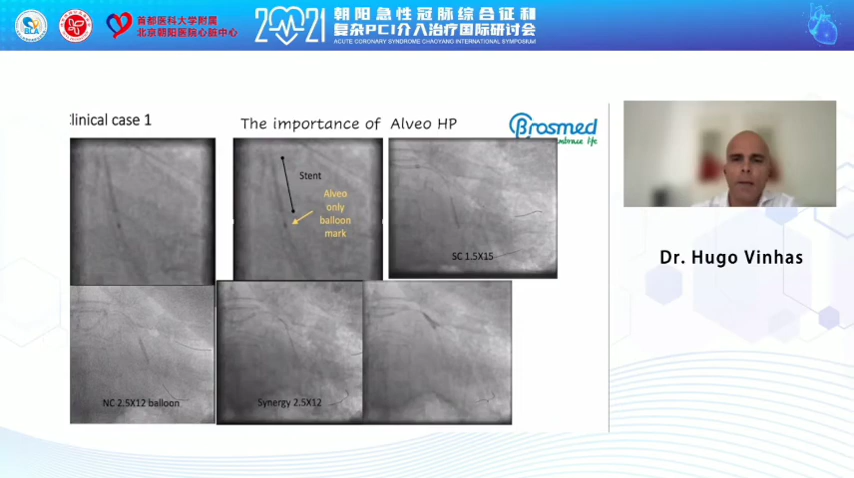 BLA
首都医科大学附属
北京朝阳医院心脏中心
2021
朝阳急性冠脉综合征和
复杂PCI介入治疗国际研讨会
ACUTE CORONARY SYNDROME CHAOYANG INTERNATIONAL SYMPOSIUM
linical case 1
The importance of Alveo HP
Brosmed
mbrace life
Stent
Alveo
only
balloon
mark
SC 1.5X15
NC 2.5X12 balloon
Synergy 2.5X12
Dr. Hugo Vinhas